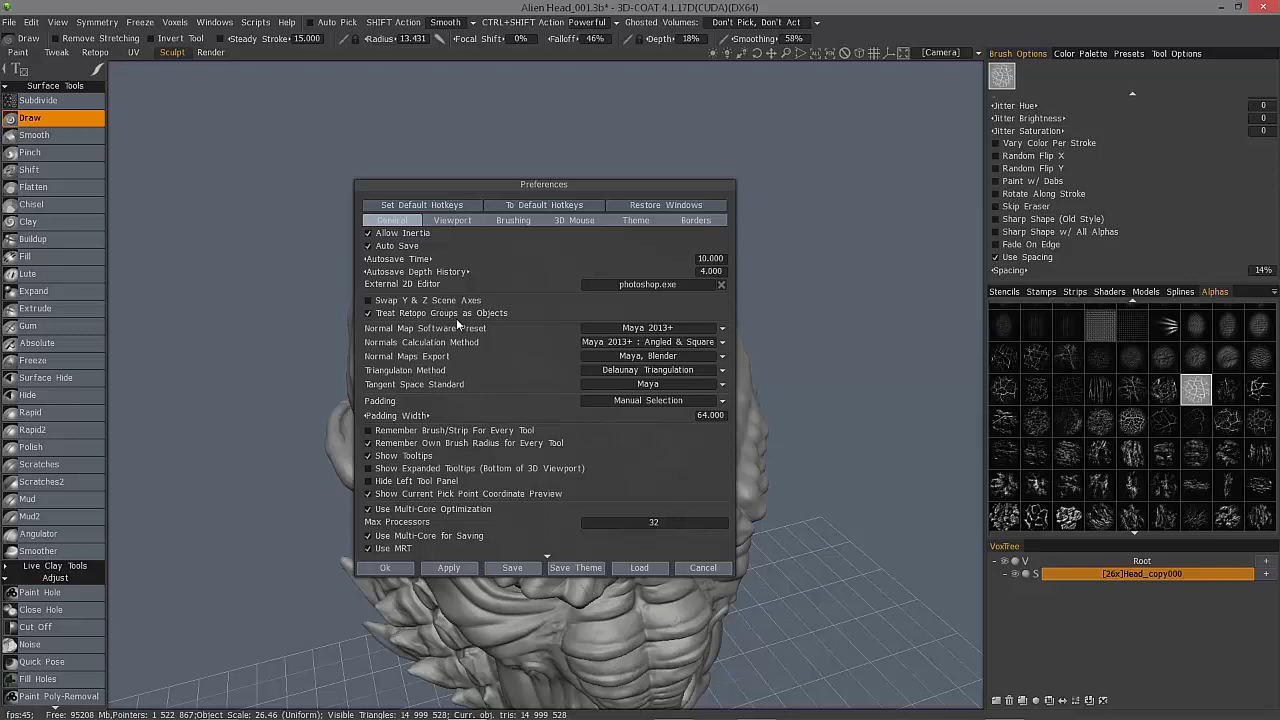 Alien Head_001.3b* - 3D-COAT 4.1.17D(CUDA)(DX64)
File Edit View Symmetry Freeze Voxels Windows Scripts Help Auto Pick SHIFT Action Smooth CTRL+SHIFT Action Powerful Ghosted Volumes: Don't Pick, Don't Act
Draw Remove Stretching Invert Tool Steady Stroke 15.000 Radius 13.431 Focal Shift 0% Falloff 46% Depth 18% Smoothing 58%
Paint Tweak Retopo UV Sculpt Render [Camera]
Brush Options Color Palette Presets Tool Options
Surface Tools
Subdivide
Draw
Smooth
Pinch
Shift
Flatten
Chisel
Clay
Buildup
Fill
Lute
Expand
Extrude
Gum
Absolute
Freeze
Surface Hide
Hide
Rapid
Rapid2
Polish
Scratches
Scratches2
Mud
Mud2
Angulator
Smoother
Live Clay Tools
Adjust
Paint Hole
Close Hole
Cut Off
Noise
Quick Pose
Fill Holes
Paint Poly-Removal
Preferences
Set Default Hotkeys To Default Hotkeys Restore Windows
General Viewport Brushing 3D Mouse Theme Borders
Allow Inertia
Auto Save
Autosave Time 10.000
Autosave Depth History 4.000
External 2D Editor photoshop.exe
Swap Y & Z Scene Axes
Treat Retopo Groups as Objects
Normal Map Software Preset Maya 2013+
Normals Calculation Method Maya 2013+ : Angled & Square
Normal Maps Export Maya, Blender
Triangulaton Method Delaunay Triangulation
Tangent Space Standard Maya
Padding Manual Selection
Padding Width 64.000
Remember Brush/Strip For Every Tool
Remember Own Brush Radius for Every Tool
Show Tooltips
Show Expanded Tooltips (Bottom of 3D Viewport)
Hide Left Tool Panel
Show Current Pick Point Coordinate Preview
Use Multi-Core Optimization
Max Processors 32
Use Multi-Core for Saving
Use MRT
Ok Apply Save Save Theme Load Cancel
Jitter Hue 0
Jitter Brightness 0
Jitter Saturation 0
Vary Color Per Stroke
Random Flip X
Random Flip Y
Paint w/ Dabs
Rotate Along Stroke
Skip Eraser
Sharp Shape (Old Style)
Sharp Shape w/ All Alphas
Fade On Edge
Use Spacing
Spacing 14%
Stencils Stamps Strips Shaders Models Splines Alphas
VoxTree
V Root +
S [26x]Head_copy000 +
fps:45; Free: 95208 Mb,Pointers: 1 522 867;Object Scale: 26.46 (Uniform); Visible Triangles: 14 999 528; Curr. obj. tris: 14 999 528